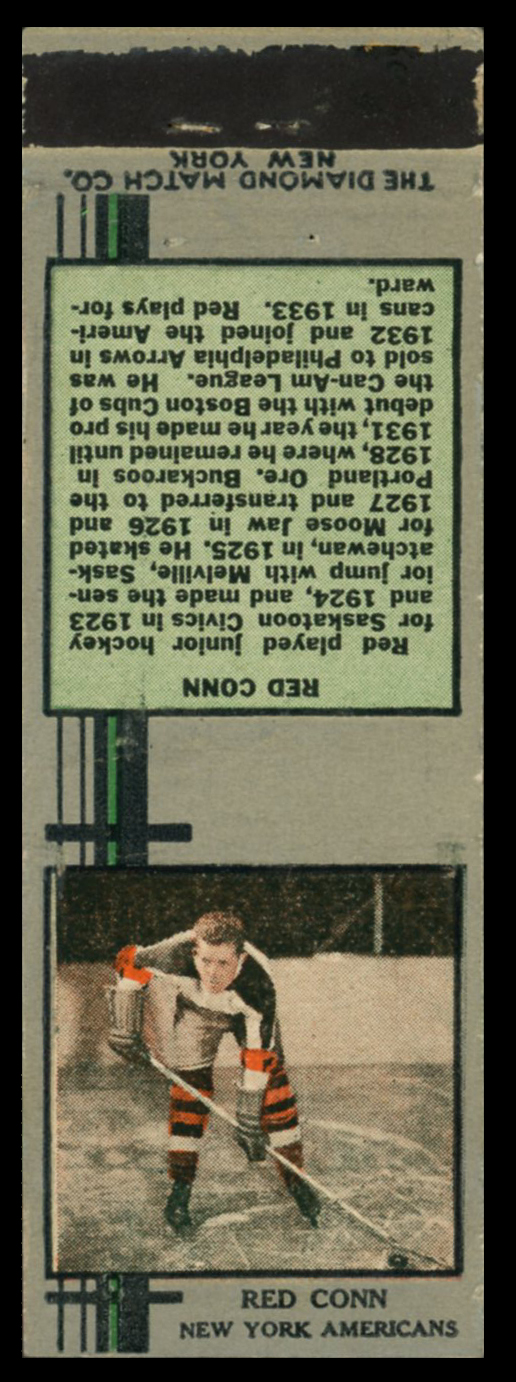 THE DIAMOND MATCH CO.
NEW YORK
RED CONN
Red played junior hockey
for Saskatoon Civics in 1923
and 1924, and made the sen-
ior jump with Melville, Sask-
atchewan, in 1925. He skated
for Moose Jaw in 1926 and
1927 and transferred to the
Portland Ore. Buckaroos in
1928, where he remained until
1931, the year he made his pro
debut with the Boston Cubs of
the Can-Am League. He was
sold to Philadelphia Arrows in
1932 and joined the Ameri-
cans in 1933. Red plays for-
ward.
RED CONN
NEW YORK AMERICANS